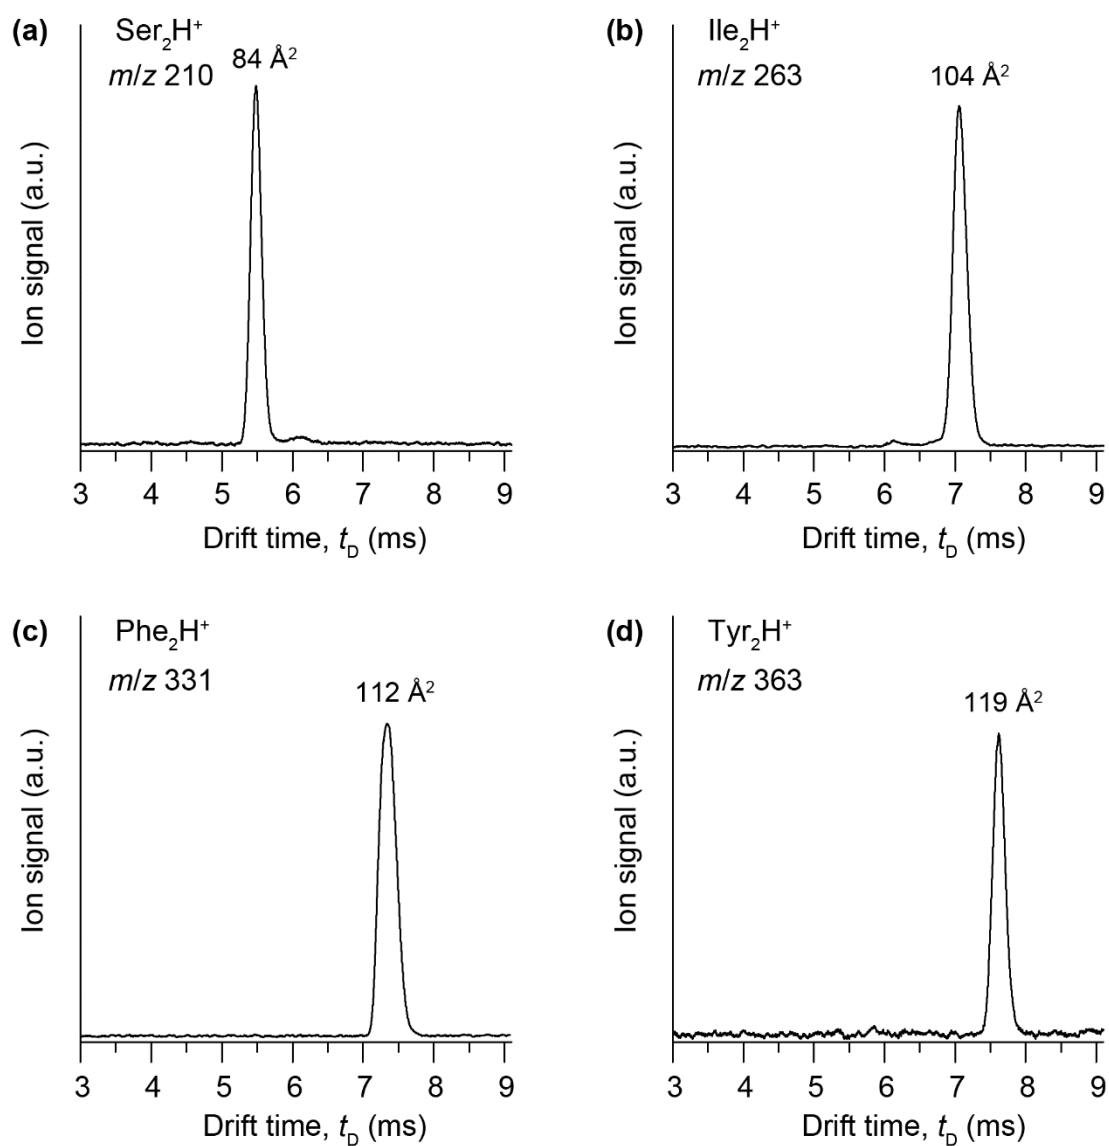 (a) Ser₂H⁺
m/z 210
84 Å²
Ion signal (a.u.)
3 4 5 6 7 8 9
Drift time, t_D (ms)
(b) Ile₂H⁺
m/z 263
104 Å²
Ion signal (a.u.)
3 4 5 6 7 8 9
Drift time, t_D (ms)
(c) Phe₂H⁺
m/z 331
112 Å²
Ion signal (a.u.)
3 4 5 6 7 8 9
Drift time, t_D (ms)
(d) Tyr₂H⁺
m/z 363
119 Å²
Ion signal (a.u.)
3 4 5 6 7 8 9
Drift time, t_D (ms)